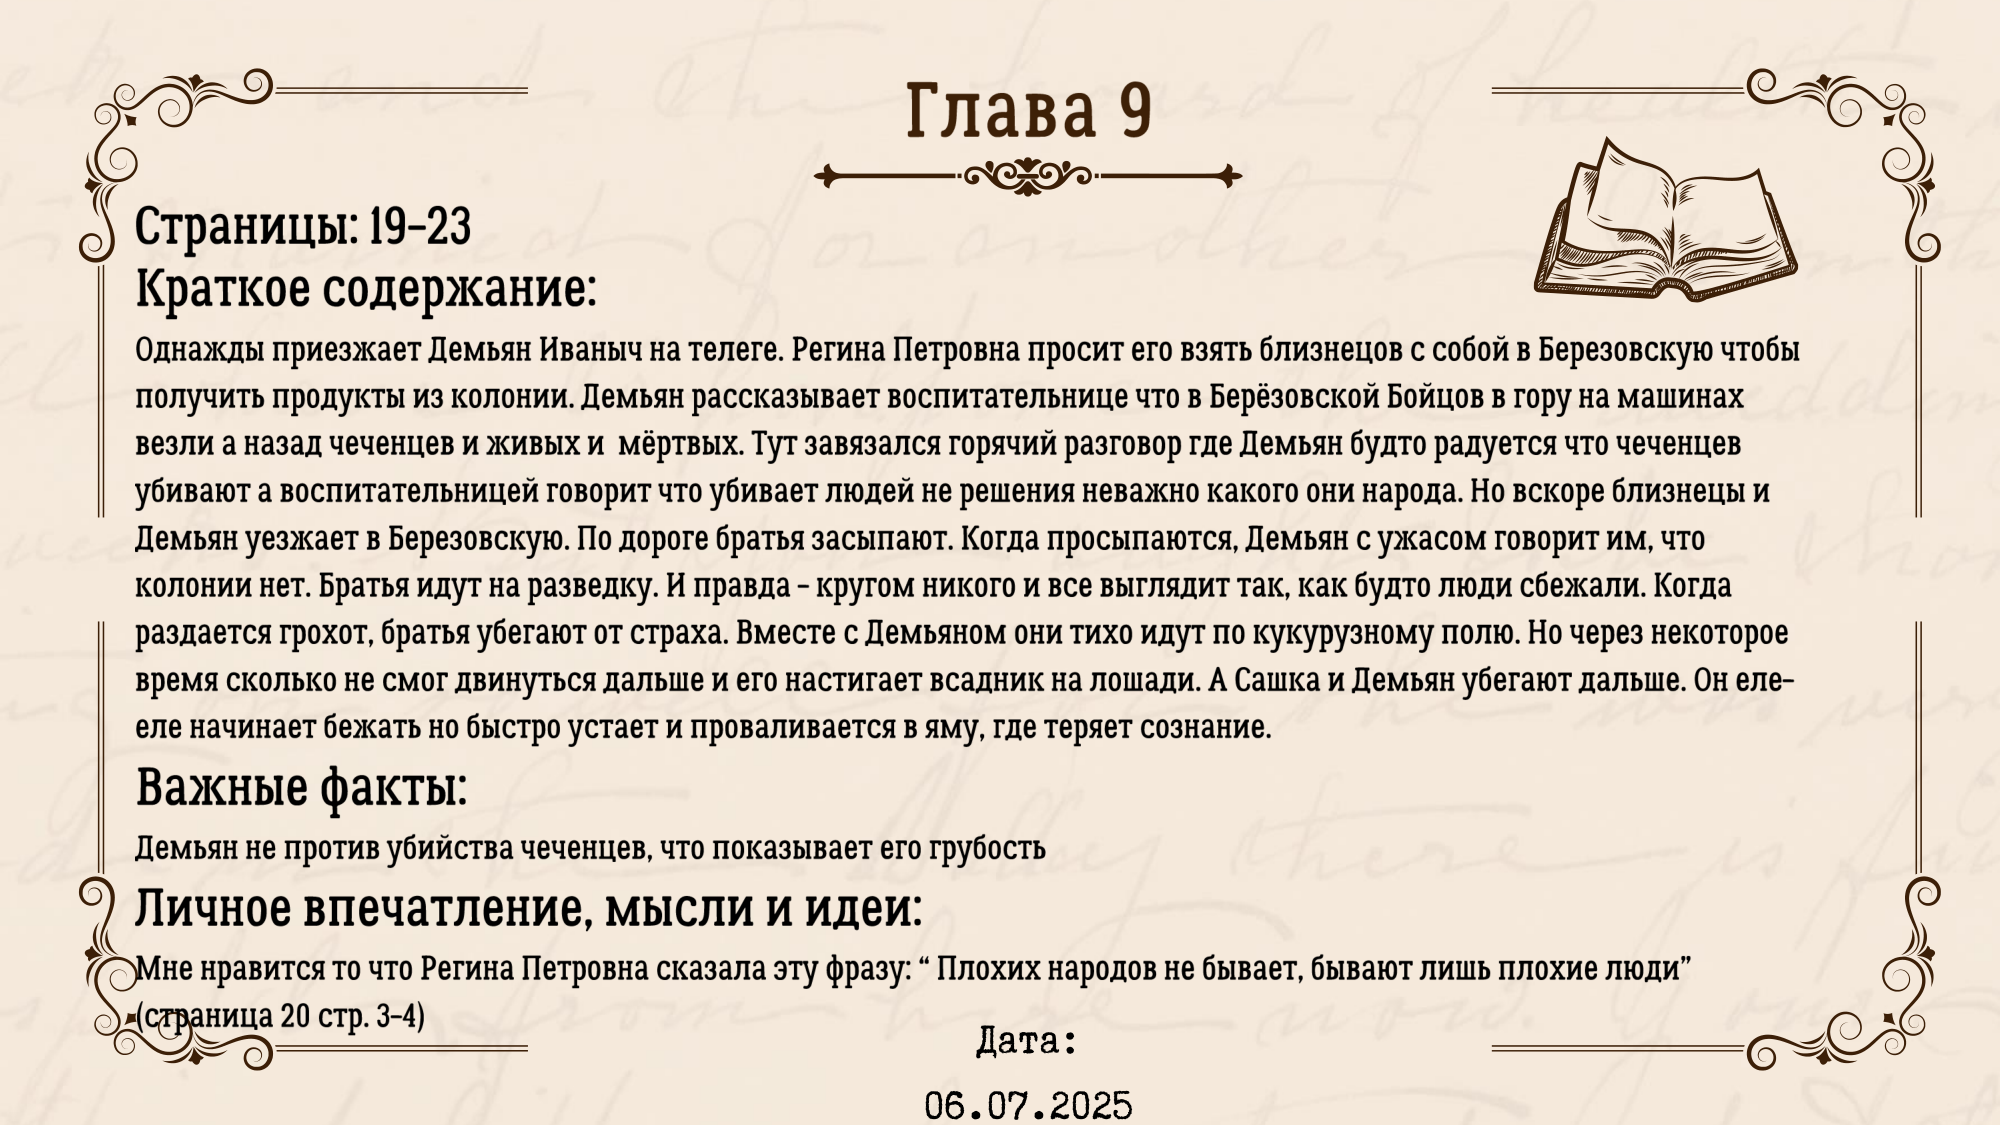 Глава 9
Страницы: 19-23
Краткое содержание:
Однажды приезжает Демьян Иваныч на телеге. Регина Петровна просит его взять близнецов с собой в Березовскую чтобы
получить продукты из колонии. Демьян рассказывает воспитательнице что в Берёзовской Бойцов в гору на машинах
везли а назад чеченцев и живых и  мёртвых. Тут завязался горячий разговор где Демьян будто радуется что чеченцев
убивают а воспитательницей говорит что убивает людей не решения неважно какого они народа. Но вскоре близнецы и
Демьян уезжает в Березовскую. По дороге братья засыпают. Когда просыпаются, Демьян с ужасом говорит им, что
колонии нет. Братья идут на разведку. И правда – кругом никого и все выглядит так, как будто люди сбежали. Когда
раздается грохот, братья убегают от страха. Вместе с Демьяном они тихо идут по кукурузному полю. Но через некоторое
время сколько не смог двинуться дальше и его настигает всадник на лошади. А Сашка и Демьян убегают дальше. Он еле-
еле начинает бежать но быстро устает и проваливается в яму, где теряет сознание.
Важные факты:
Демьян не против убийства чеченцев, что показывает его грубость
Личное впечатление, мысли и идеи:
Мне нравится то что Регина Петровна сказала эту фразу: “ Плохих народов не бывает, бывают лишь плохие люди”
(страница 20 стр. 3-4)
Дата:
06.07.2025